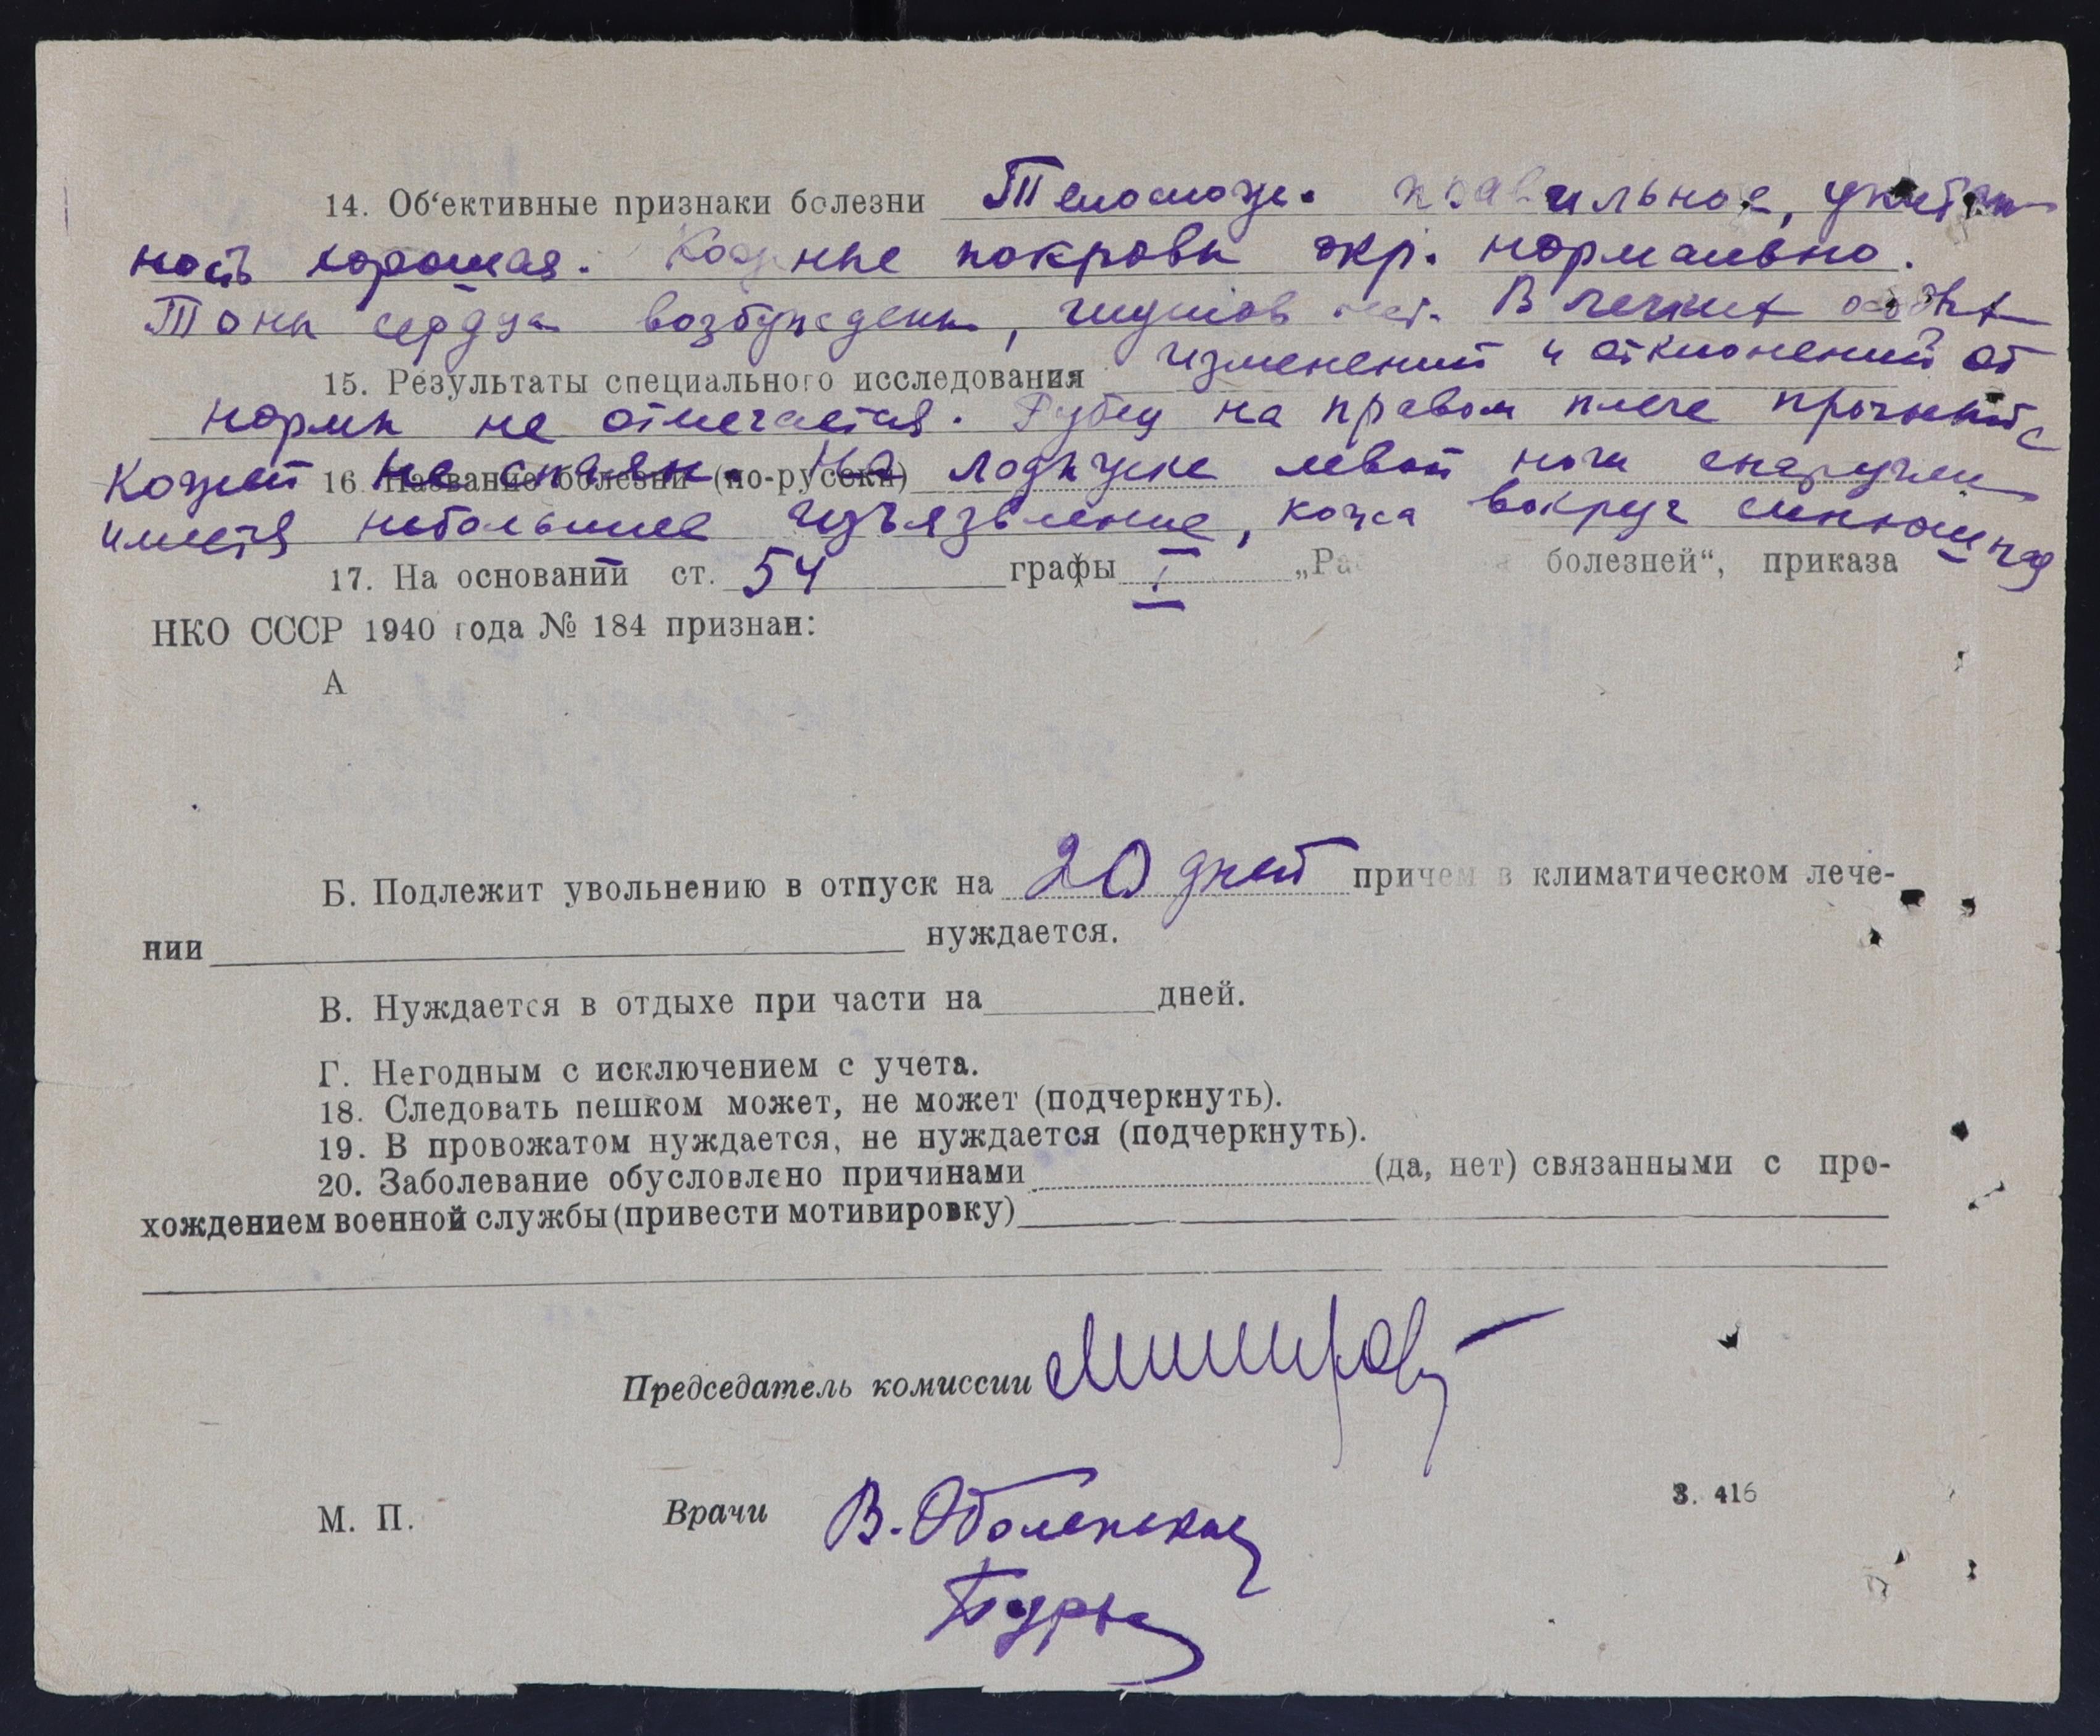 14. Об'ективные признаки болезни Телослож. правильное, упитан
ность хорошая. Кожные покровы окр. нормально.
Тоны сердца возбуждены, шумов нет. В легких особых
изменений и отклонений от
15. Результаты специального исследования
нормы не отмечается. Рубец на правом плече прочный с
кожей не спаян. На лодыжке левой ноги снаружи
16. Название болезни (по-русски)
имеется небольшое изъязвление, кожа вокруг синюшная
17. На основании ст. 54 графы I „Ра болезней“, приказа
НКО СССР 1940 года № 184 признан:
А
Б. Подлежит увольнению в отпуск на 20 дней причем в климатическом лече-
нии нуждается.
В. Нуждается в отдыхе при части на дней.
Г. Негодным с исключением с учета.
18. Следовать пешком может, не может (подчеркнуть).
19. В провожатом нуждается, не нуждается (подчеркнуть).
20. Заболевание обусловлено причинами (да, нет) связанными с про-
хождением военной службы (привести мотивировку)
Председатель комиссии
М. П. Врачи В. Оболенская
З. 416